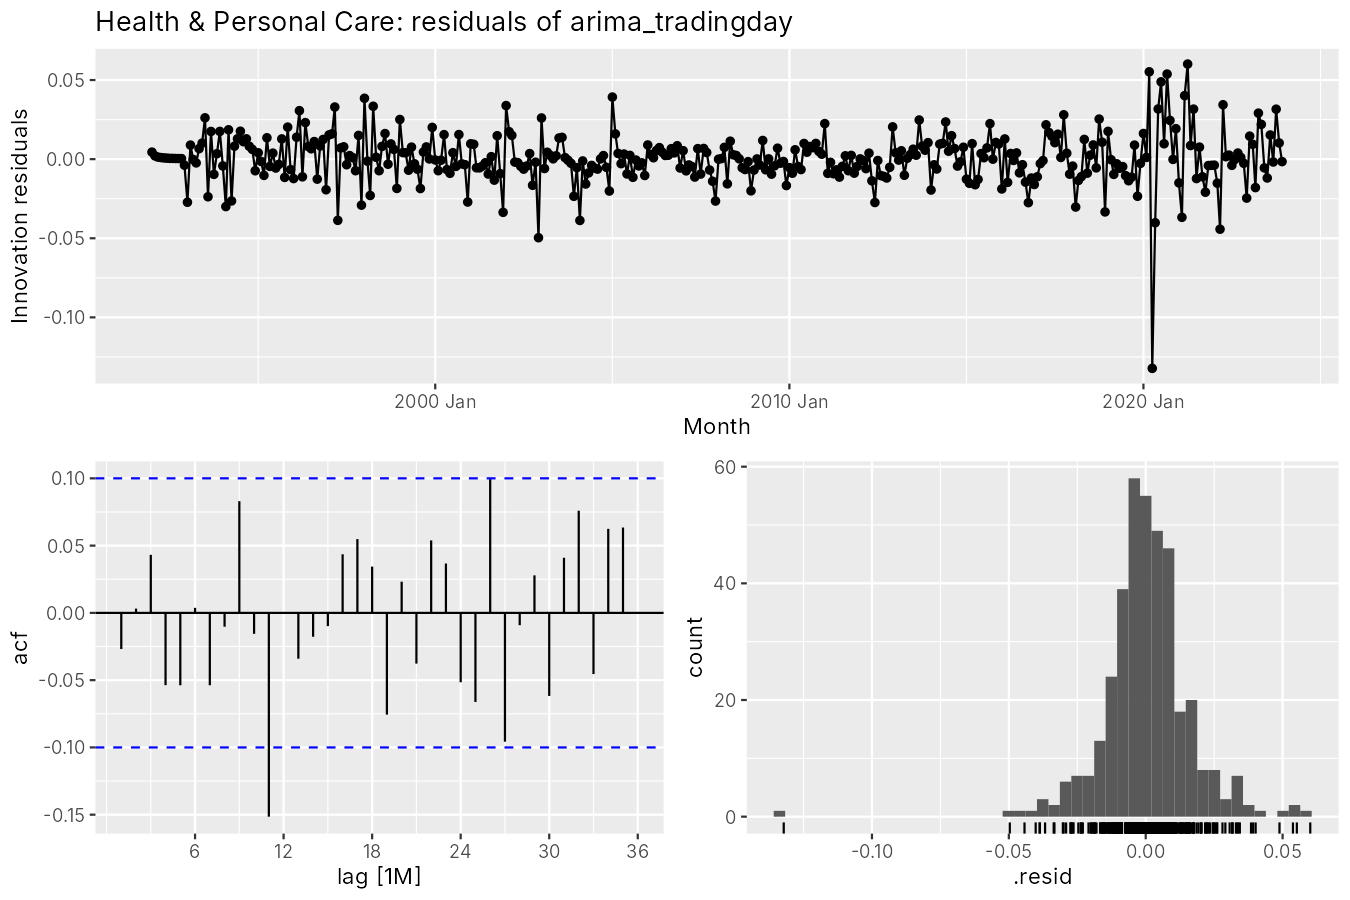 Health & Personal Care: residuals of arima_tradingday
Innovation residuals
0.05
0.00
-0.05
-0.10
2000 Jan
2010 Jan
2020 Jan
Month
acf
0.10
0.05
0.00
-0.05
-0.10
-0.15
6
12
18
24
30
36
lag [1M]
count
60
40
20
0
-0.10
-0.05
0.00
0.05
.resid